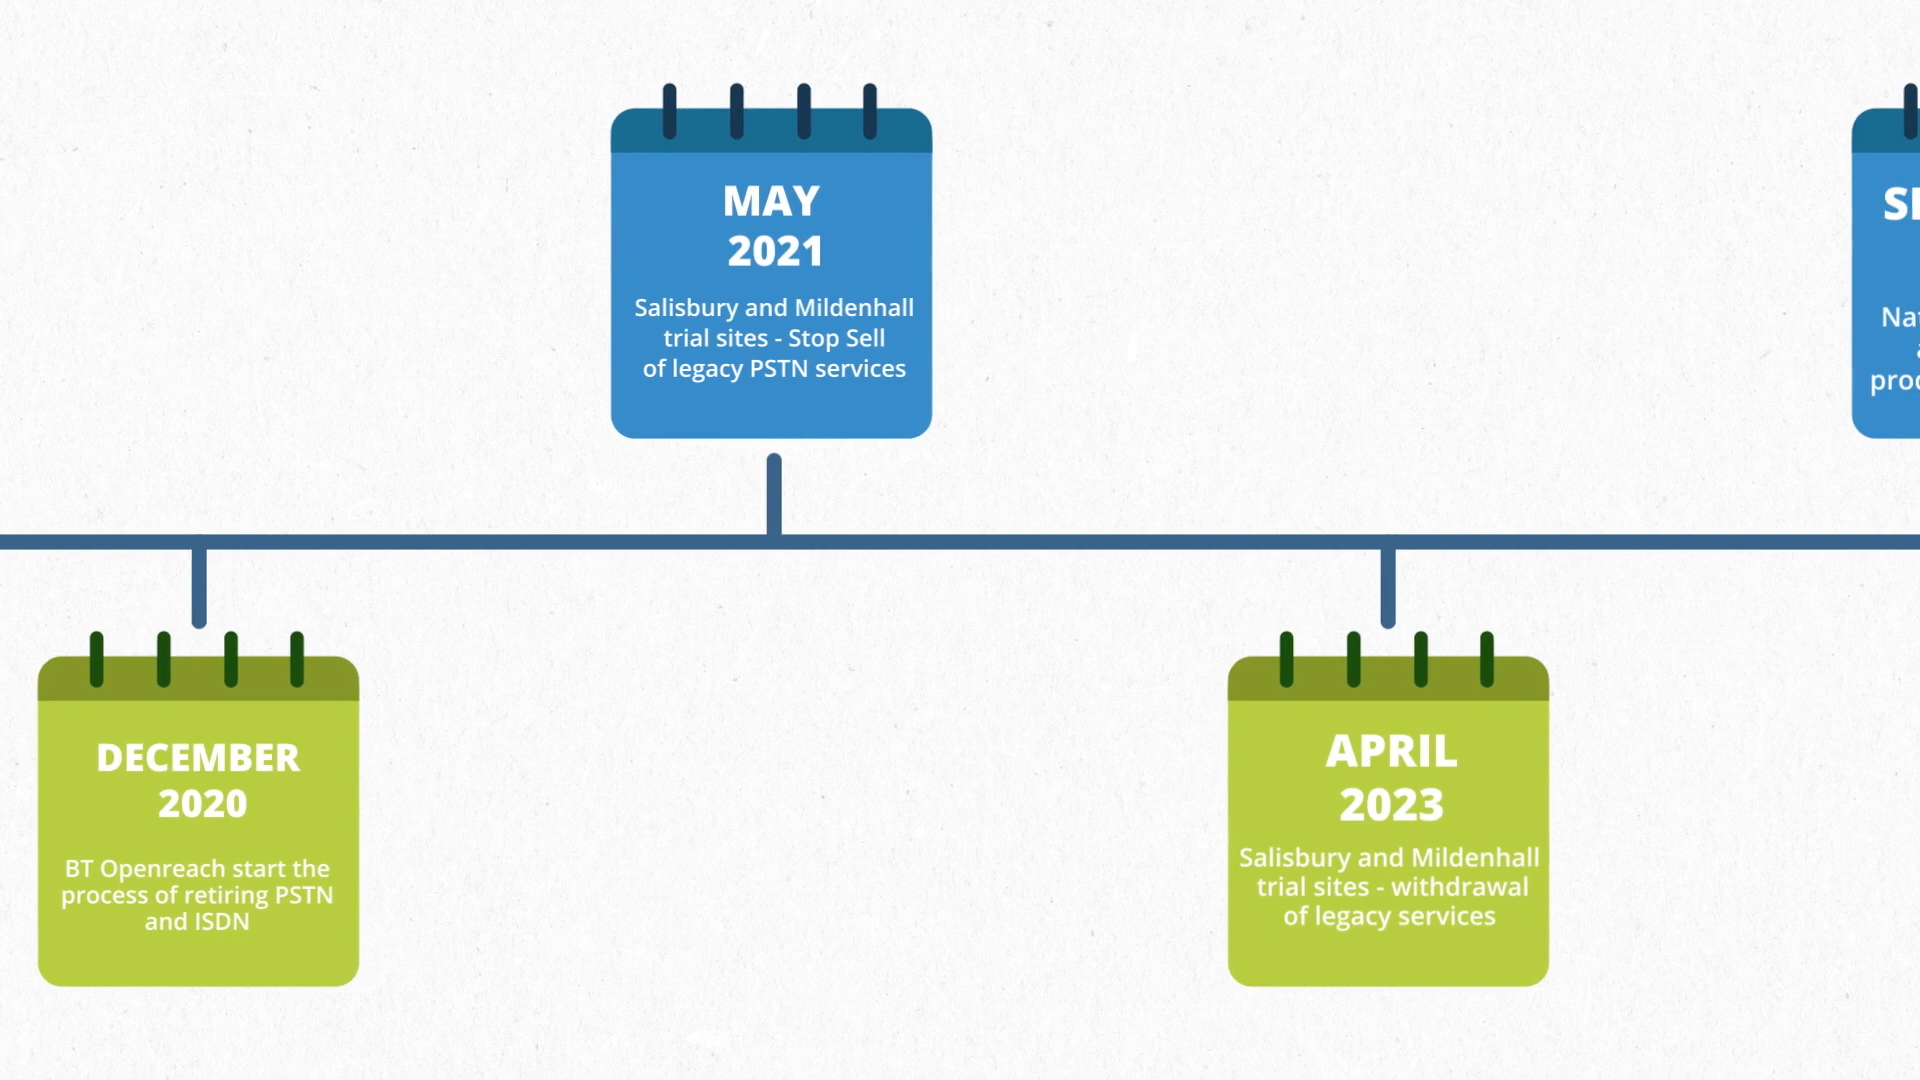 MAY
2021
Salisbury and Mildenhall
trial sites - Stop Sell
of legacy PSTN services
DECEMBER
2020
BT Openreach start the
process of retiring PSTN
and ISDN
APRIL
2023
Salisbury and Mildenhall
trial sites - withdrawal
of legacy services